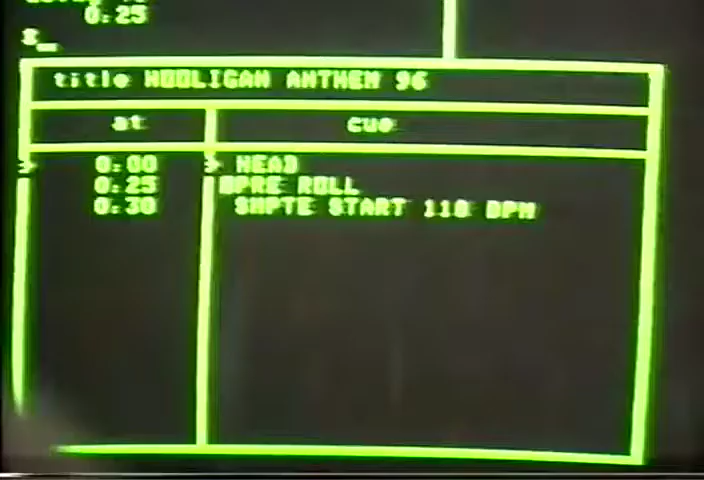 0:25
title HOOLIGAN ANTHEM 96
at cue
> 0:00 > HEAD
0:25 PRE ROLL
0:30 SMPTE START 118 BPM